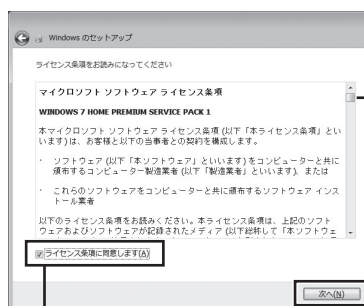 Windows のセットアップ
ライセンス条項をお読みになってください
マイクロソフト ソフトウェア ライセンス条項
WINDOWS 7 HOME PREMIUM SERVICE PACK 1
本マイクロソフト ソフトウェア ライセンス条項 (以下「本ライセンス条項」とい
います) は、お客様と以下の当事者との契約を構成します。
・ ソフトウェア (以下「本ソフトウェア」といいます) をコンピューターと共に
頒布するコンピューター製造業者 (以下「製造業者」といいます)、または
・ これらのソフトウェアをコンピューターと共に頒布するソフトウェア インス
トール業者
以下のライセンス条項をお読みください。本ライセンス条項は、上記のソフト
ウェアおよびソフトウェアが記録されたメディア (以下総称して「本ソフトウェ
ライセンス条項に同意します(A)
次へ(N)